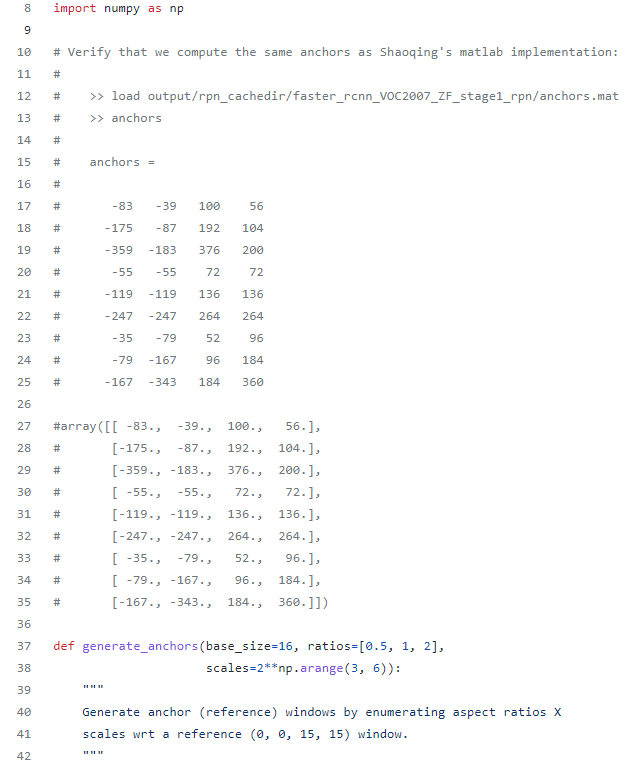 8 import numpy as np
9
10 # Verify that we compute the same anchors as Shaoqing's matlab implementation:
11 #
12 #    >> load output/rpn_cachedir/faster_rcnn_VOC2007_ZF_stage1_rpn/anchors.mat
13 #    >> anchors
14 #
15 #    anchors =
16 #
17 #       -83   -39   100    56
18 #      -175   -87   192   104
19 #      -359  -183   376   200
20 #       -55   -55    72    72
21 #      -119  -119   136   136
22 #      -247  -247   264   264
23 #       -35   -79    52    96
24 #       -79  -167    96   184
25 #      -167  -343   184   360
26
27 #array([[ -83.,  -39.,  100.,   56.],
28 #       [-175.,  -87.,  192.,  104.],
29 #       [-359., -183.,  376.,  200.],
30 #       [ -55.,  -55.,   72.,   72.],
31 #       [-119., -119.,  136.,  136.],
32 #       [-247., -247.,  264.,  264.],
33 #       [ -35.,  -79.,   52.,   96.],
34 #       [ -79., -167.,   96.,  184.],
35 #       [-167., -343.,  184.,  360.]])
36
37 def generate_anchors(base_size=16, ratios=[0.5, 1, 2],
38                      scales=2**np.arange(3, 6)):
39     """
40     Generate anchor (reference) windows by enumerating aspect ratios X
41     scales wrt a reference (0, 0, 15, 15) window.
42     """